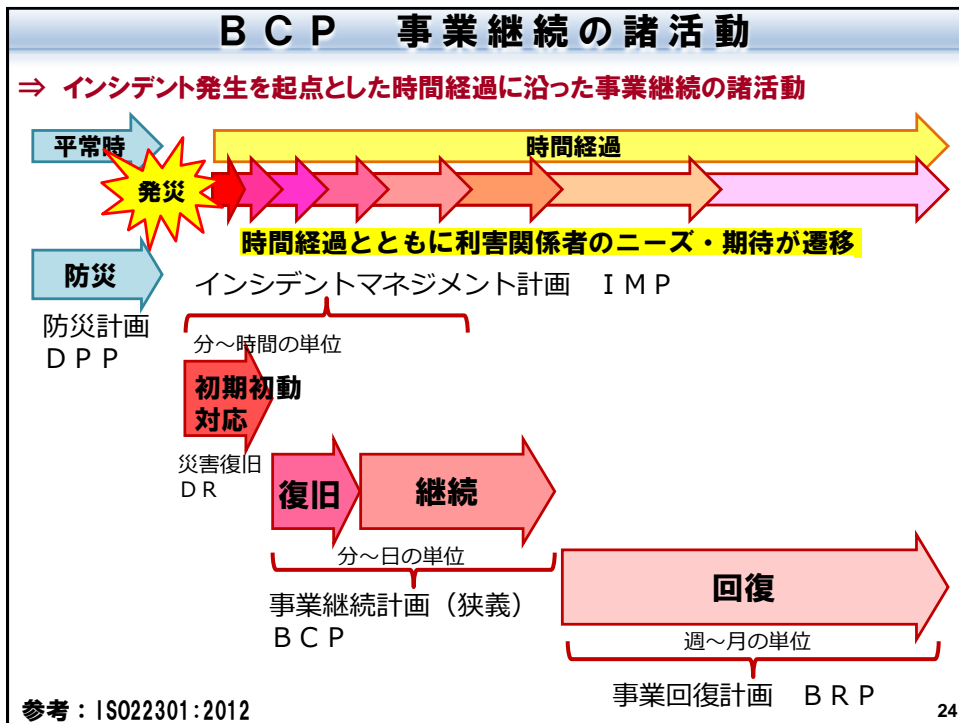 ＢＣＰ　事業継続の諸活動
⇒ インシデント発生を起点とした時間経過に沿った事業継続の諸活動
平常時
時間経過
発災
時間経過とともに利害関係者のニーズ・期待が遷移
防災
インシデントマネジメント計画　ＩＭＰ
防災計画
ＤＰＰ
分～時間の単位
初期初動
対応
災害復旧
ＤＲ
復旧
継続
分～日の単位
事業継続計画（狭義）
ＢＣＰ
回復
週～月の単位
事業回復計画　ＢＲＰ
参考：ISO22301:2012
24